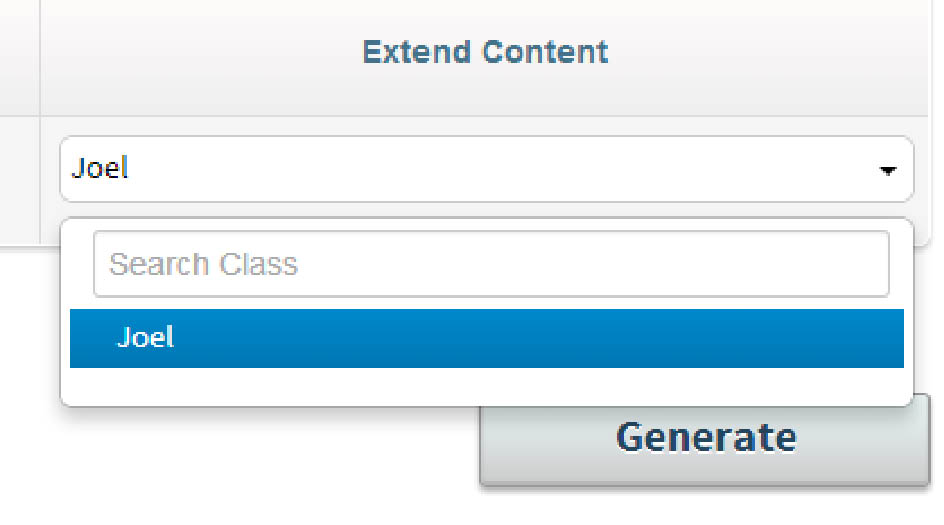 Extend Content
Joel
Search Class
Joel
Generate